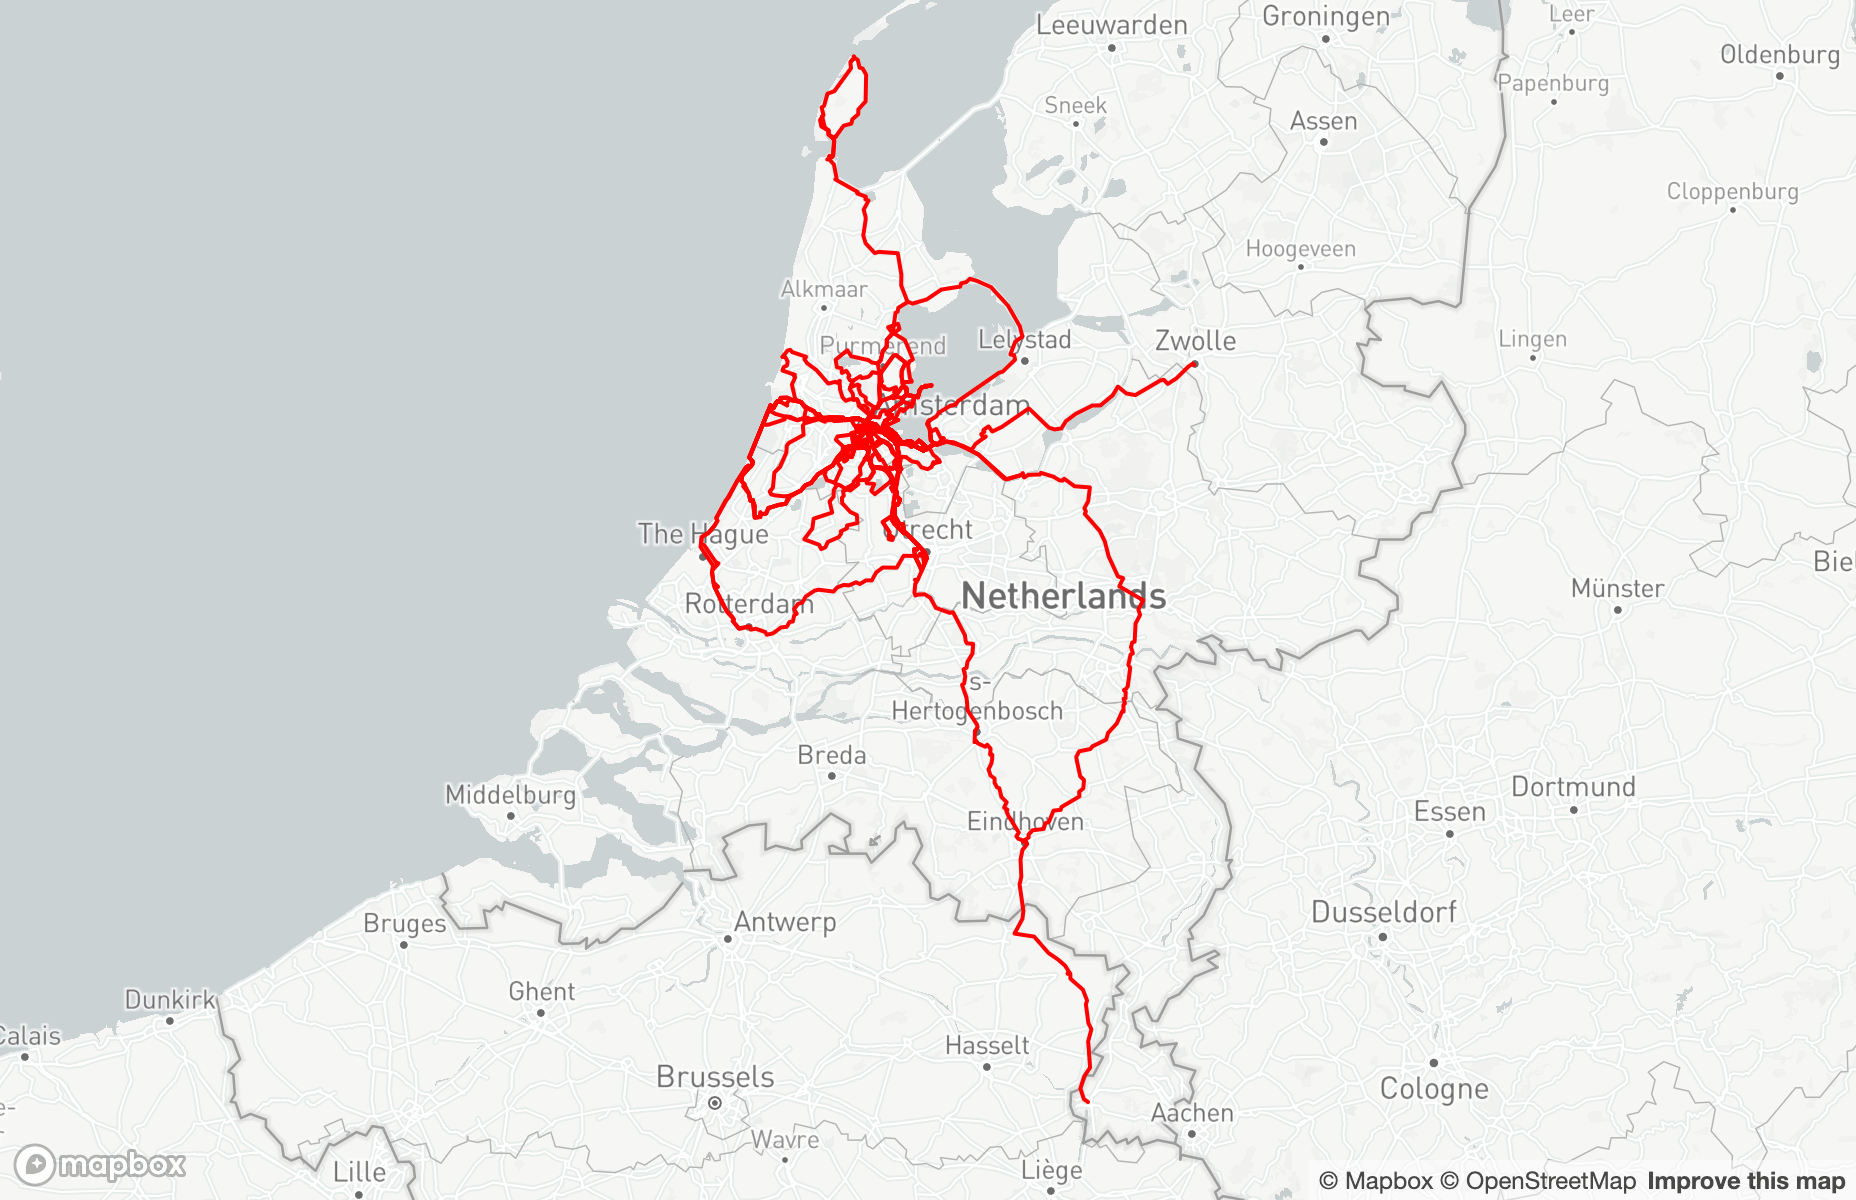 Leeuwarden
Groningen
Leer
Oldenburg
Papenburg
Sneek
Assen
Cloppenburg
Hoogeveen
Alkmaar
Purmerend
Lelystad
Zwolle
Lingen
Amsterdam
The Hague
Utrecht
Netherlands
Münster
Biel
Rotterdam
s-
Hertogenbosch
Breda
Middelburg
Eindhoven
Dortmund
Essen
Dusseldorf
Bruges
Antwerp
Ghent
Dunkirk
Calais
Hasselt
Brussels
Cologne
Aachen
Wavre
Lille
Liège
e-
r
mapbox
© Mapbox © OpenStreetMap Improve this map